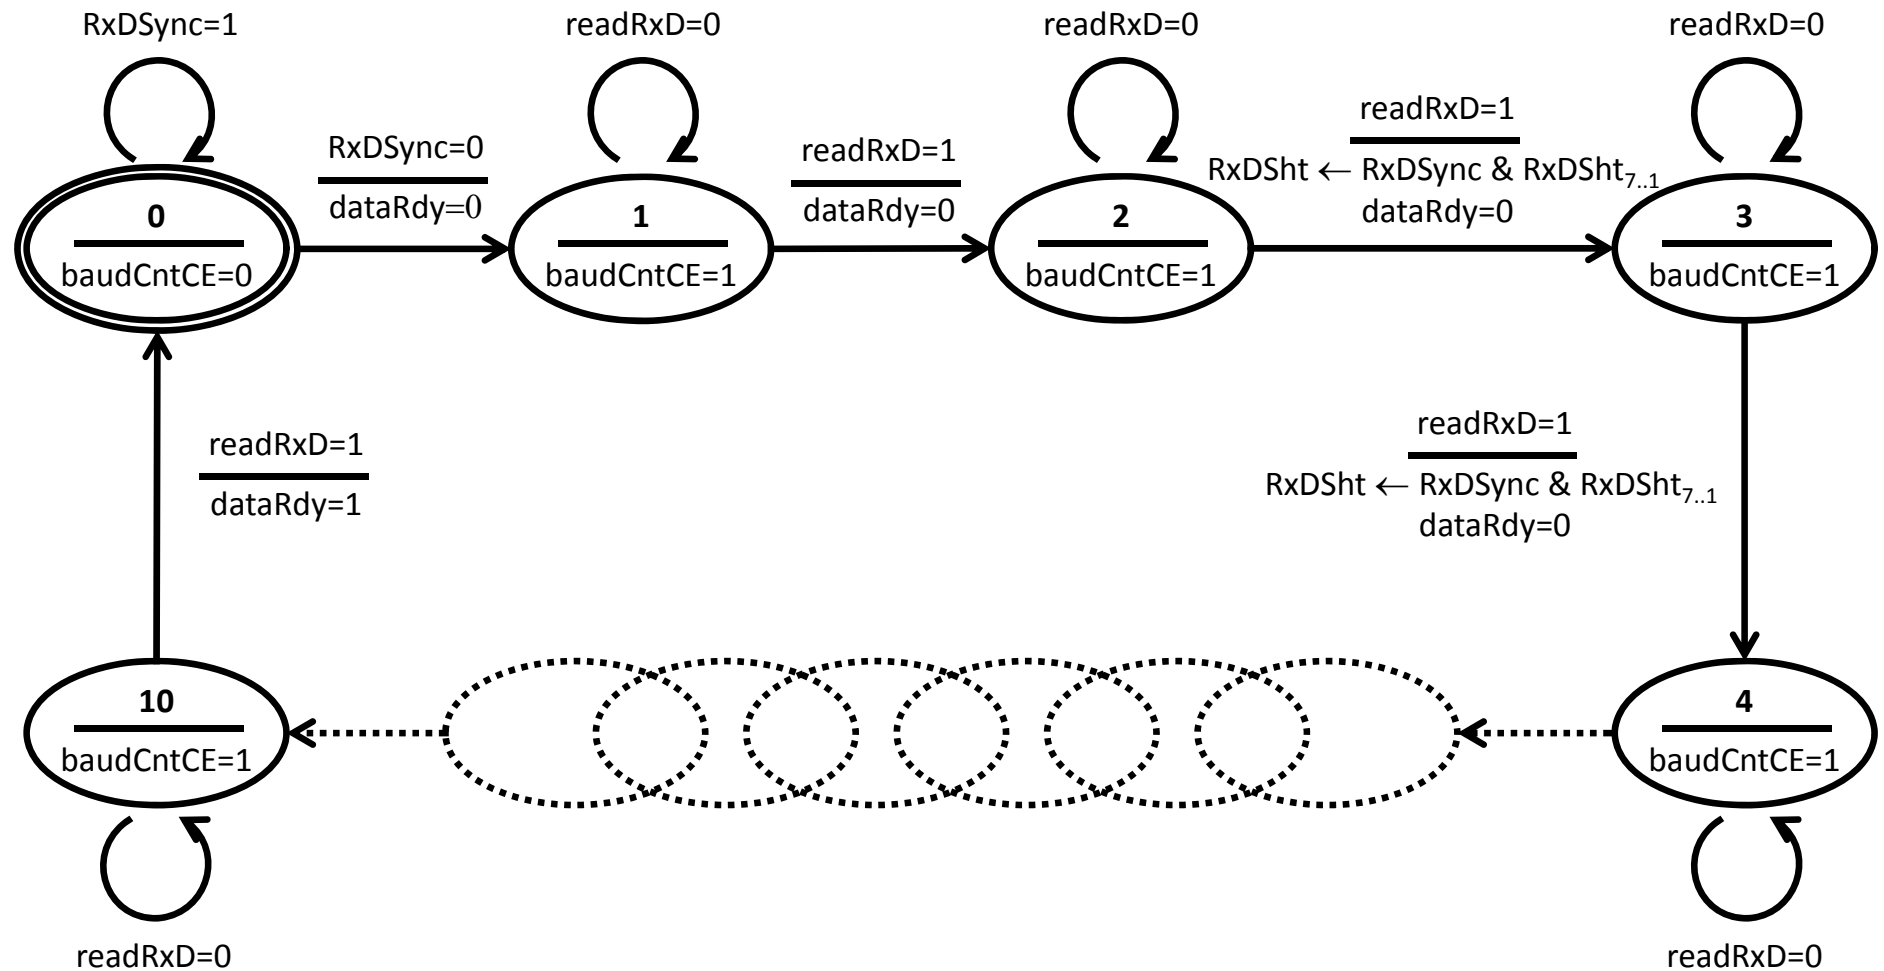 RxDSync=1
readRxD=0
readRxD=0
readRxD=0
RxDSync=0
dataRdy=0
readRxD=1
dataRdy=0
readRxD=1
RxDSht ← RxDSync & RxDSht7..1
dataRdy=0
0
baudCntCE=0
1
baudCntCE=1
2
baudCntCE=1
3
baudCntCE=1
readRxD=1
dataRdy=1
readRxD=1
RxDSht ← RxDSync & RxDSht7..1
dataRdy=0
10
baudCntCE=1
4
baudCntCE=1
readRxD=0
readRxD=0